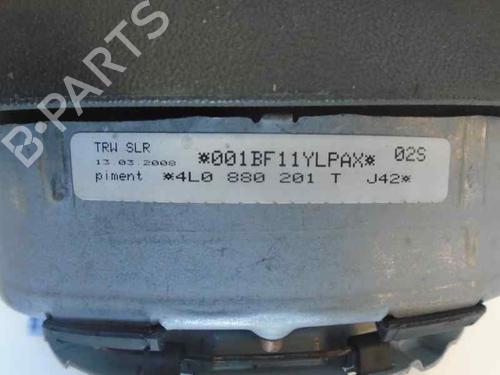 TRW SLR
13.03.2008 *001BF11YLPAX* 02S
piment *4L0 880 201 T J42*
B-PARTS